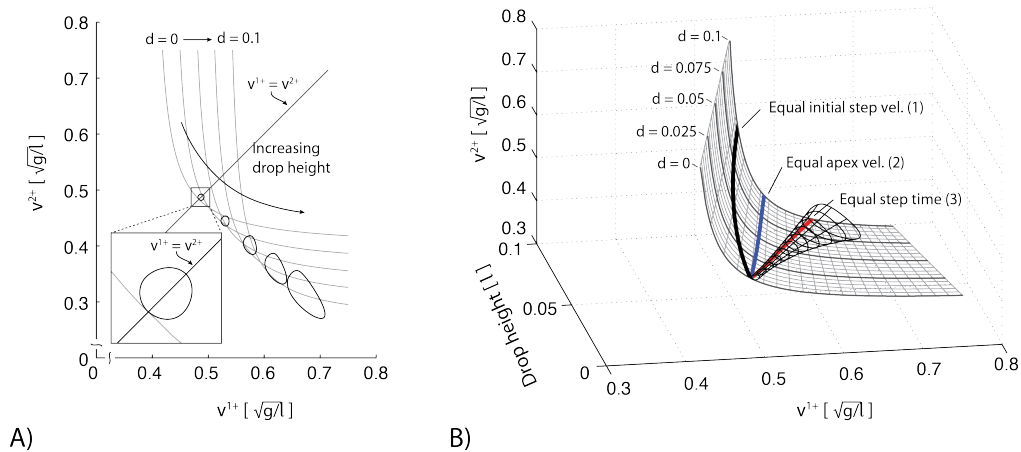 0.8
d = 0 → d = 0.1
0.7
v¹⁺ = v²⁺
0.6
Increasing
drop height
v²⁺ [ √g/l ]
0.5
0.4
v¹⁺ = v²⁺
0.3
0
0 0.4 0.5 0.6 0.7 0.8
v¹⁺ [ √g/l ]
A)
0.8
d = 0.1
0.7
d = 0.075
0.6
d = 0.05
Equal initial step vel. (1)
v²⁺ [ √g/l ]
0.5
d = 0.025
d = 0
Equal apex vel. (2)
0.4
Equal step time (3)
0.3
0.1
0.05
Drop height [ l ]
0
0.3 0.4 0.5 0.6 0.7 0.8
v¹⁺ [ √g/l ]
B)